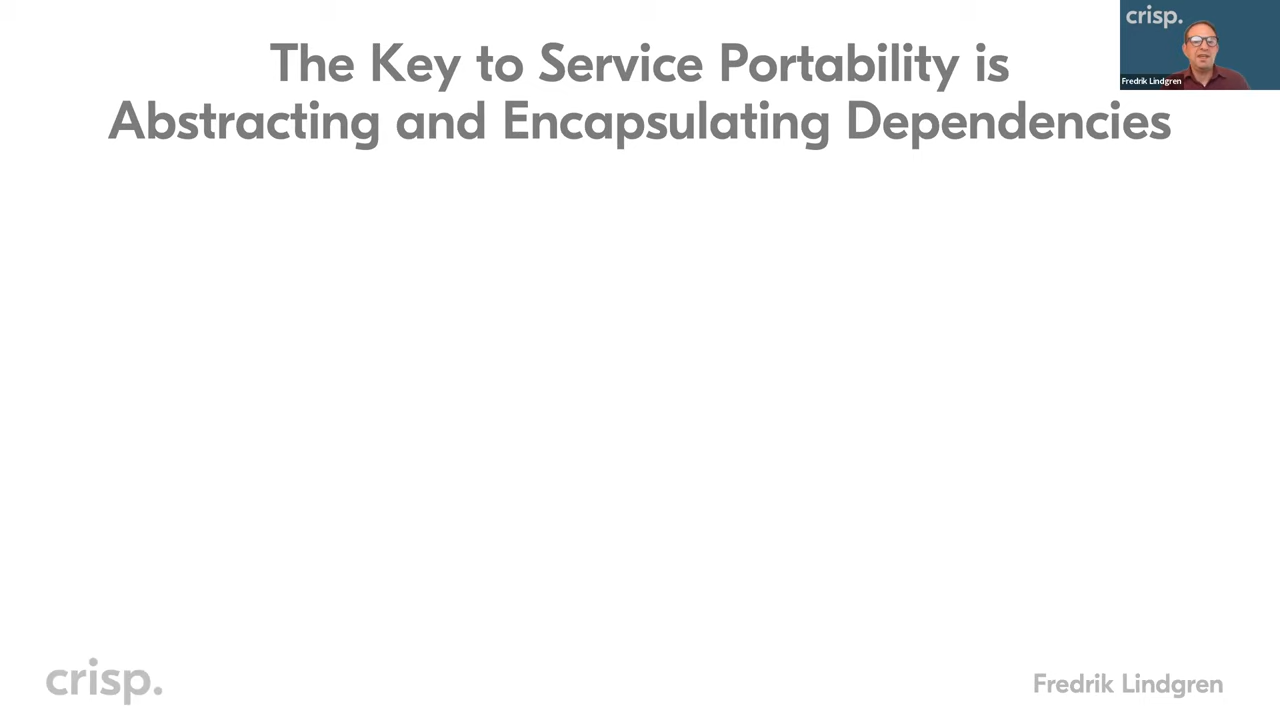 The Key to Service Portability is
Abstracting and Encapsulating Dependencies
crisp.
Fredrik Lindgren
crisp.
Fredrik Lindgren